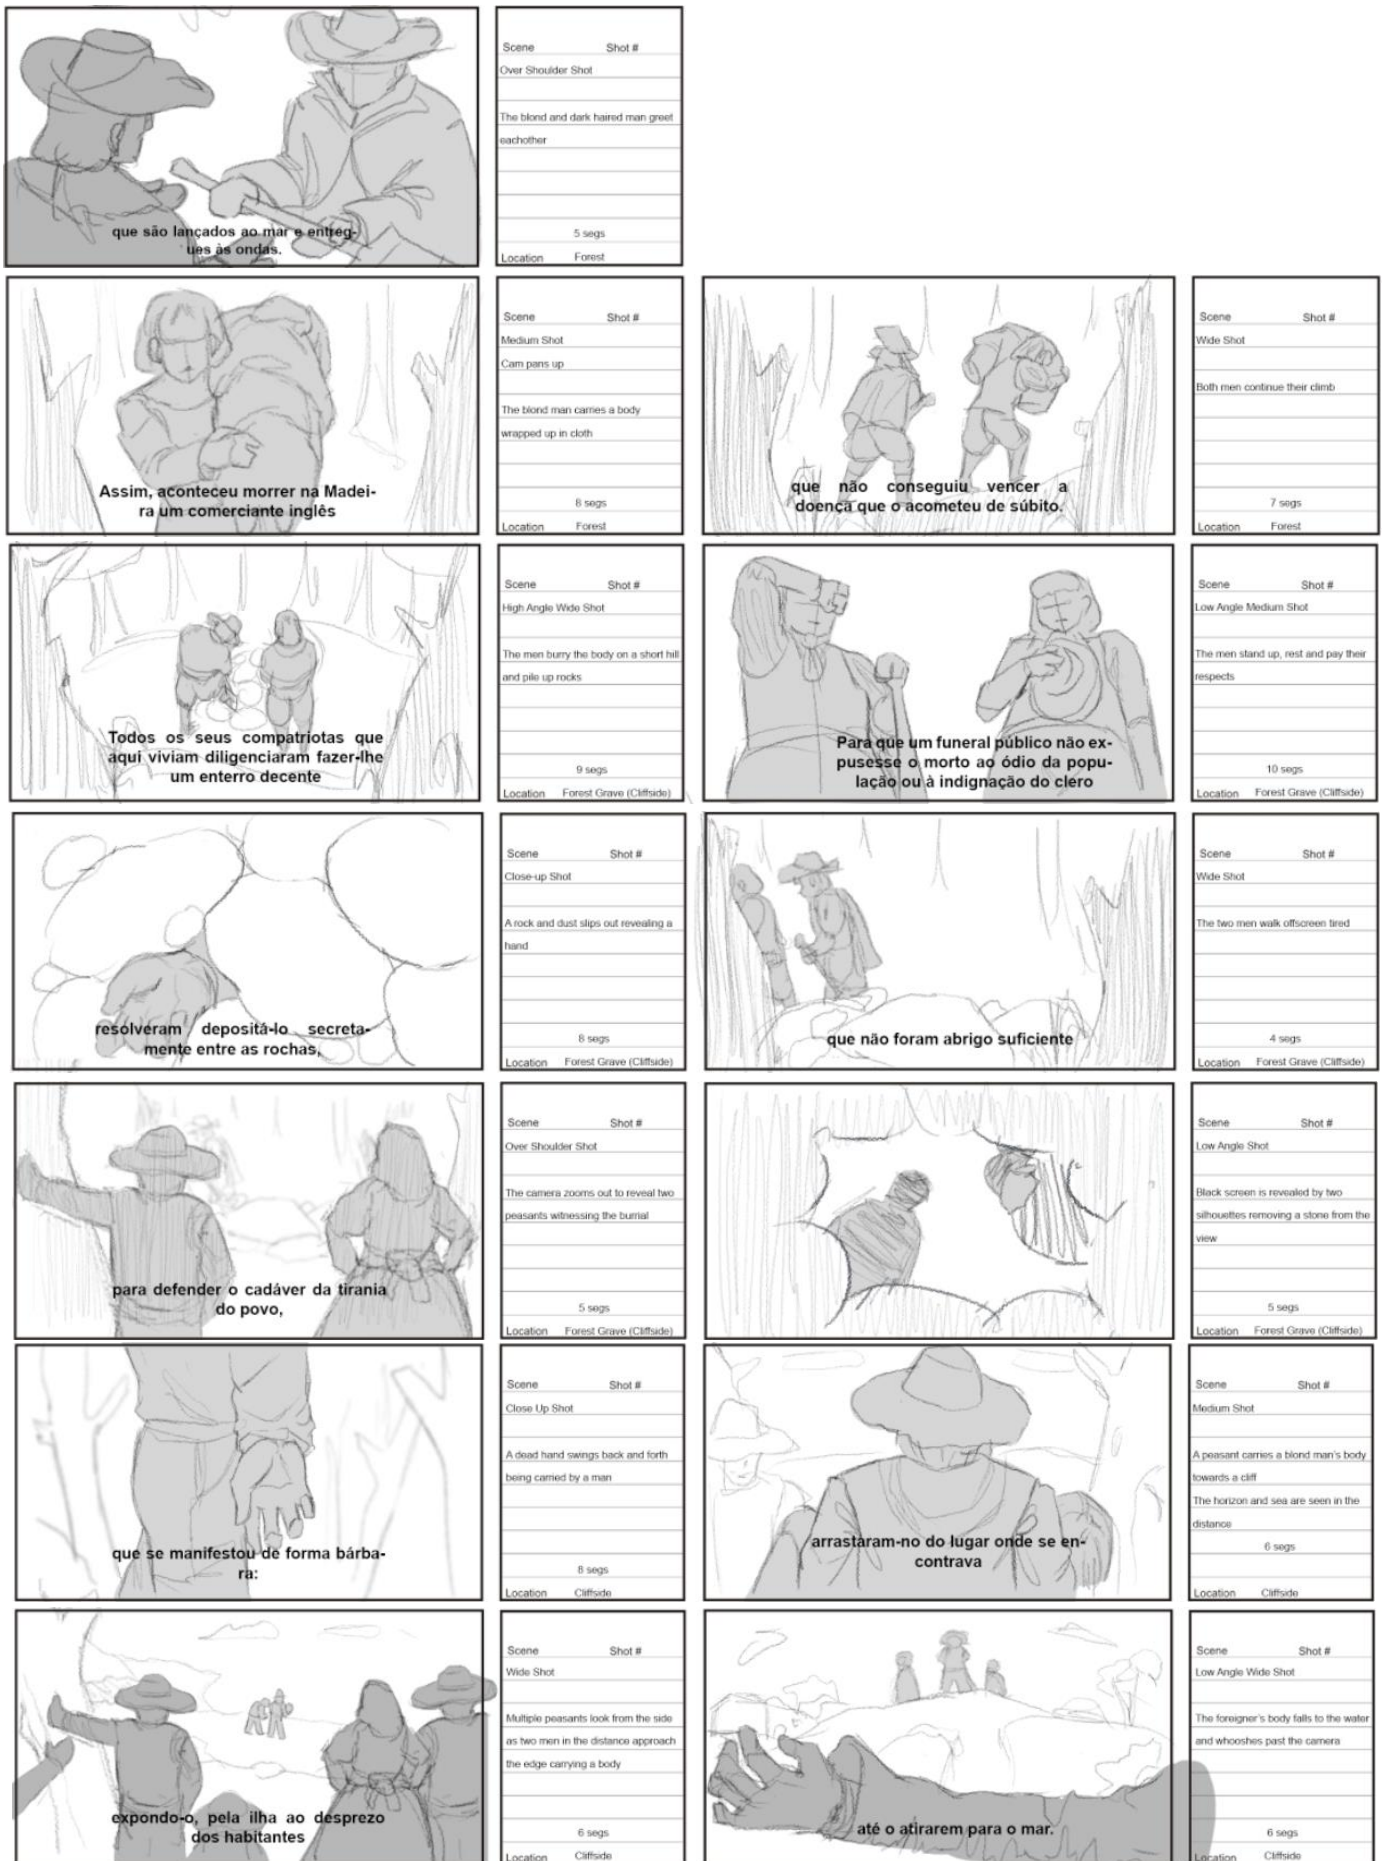 Scene Shot #
Over Shoulder Shot
The blond and dark haired man greet
eachother
que são lançados ao mar e entreg-
ues às ondas.
5 segs
Location Forest
Scene Shot #
Medium Shot
Cam pans up
The blond man carries a body
wrapped up in cloth
Assim, aconteceu morrer na Madei-
ra um comerciante inglês
8 segs
Location Forest
Scene Shot #
Wide Shot
Both men continue their climb
que não conseguiu vencer a
doença que o acometeu de súbito.
7 segs
Location Forest
Scene Shot #
High Angle Wide Shot
The men burry the body on a short hill
and pile up rocks
Todos os seus compatriotas que
aqui viviam diligenciaram fazer-lhe
um enterro decente
9 segs
Location Forest Grave (Cliffside)
Scene Shot #
Low Angle Medium Shot
The men stand up, rest and pay their
respects
Para que um funeral público não ex-
pusesse o morto ao ódio da popu-
lação ou à indignação do clero
10 segs
Location Forest Grave (Cliffside)
Scene Shot #
Close-up Shot
A rock and dust slips out revealing a
hand
resolveram depositá-lo secreta-
mente entre as rochas,
8 segs
Location Forest Grave (Cliffside)
Scene Shot #
Wide Shot
The two men walk offscreen tired
que não foram abrigo suficiente
4 segs
Location Forest Grave (Cliffside)
Scene Shot #
Over Shoulder Shot
The camera zooms out to reveal two
peasants witnessing the burrial
para defender o cadáver da tirania
do povo,
5 segs
Location Forest Grave (Cliffside)
Scene Shot #
Low Angle Shot
Black screen is revealed by two
silhouettes removing a stone from the
view
5 segs
Location Forest Grave (Cliffside)
Scene Shot #
Close Up Shot
A dead hand swings back and forth
being carried by a man
que se manifestou de forma bárba-
ra:
8 segs
Location Cliffside
Scene Shot #
Medium Shot
A peasant carries a blond man's body
towards a cliff
The horizon and sea are seen in the
distance
arrastaram-no do lugar onde se en-
contrava
6 segs
Location Cliffside
Scene Shot #
Wide Shot
Multiple peasants look from the side
as two men in the distance approach
the edge carrying a body
expondo-o, pela ilha ao desprezo
dos habitantes
6 segs
Location Cliffside
Scene Shot #
Low Angle Wide Shot
The foreigner's body falls to the water
and whooshes past the camera
até o atirarem para o mar.
6 segs
Location Cliffside